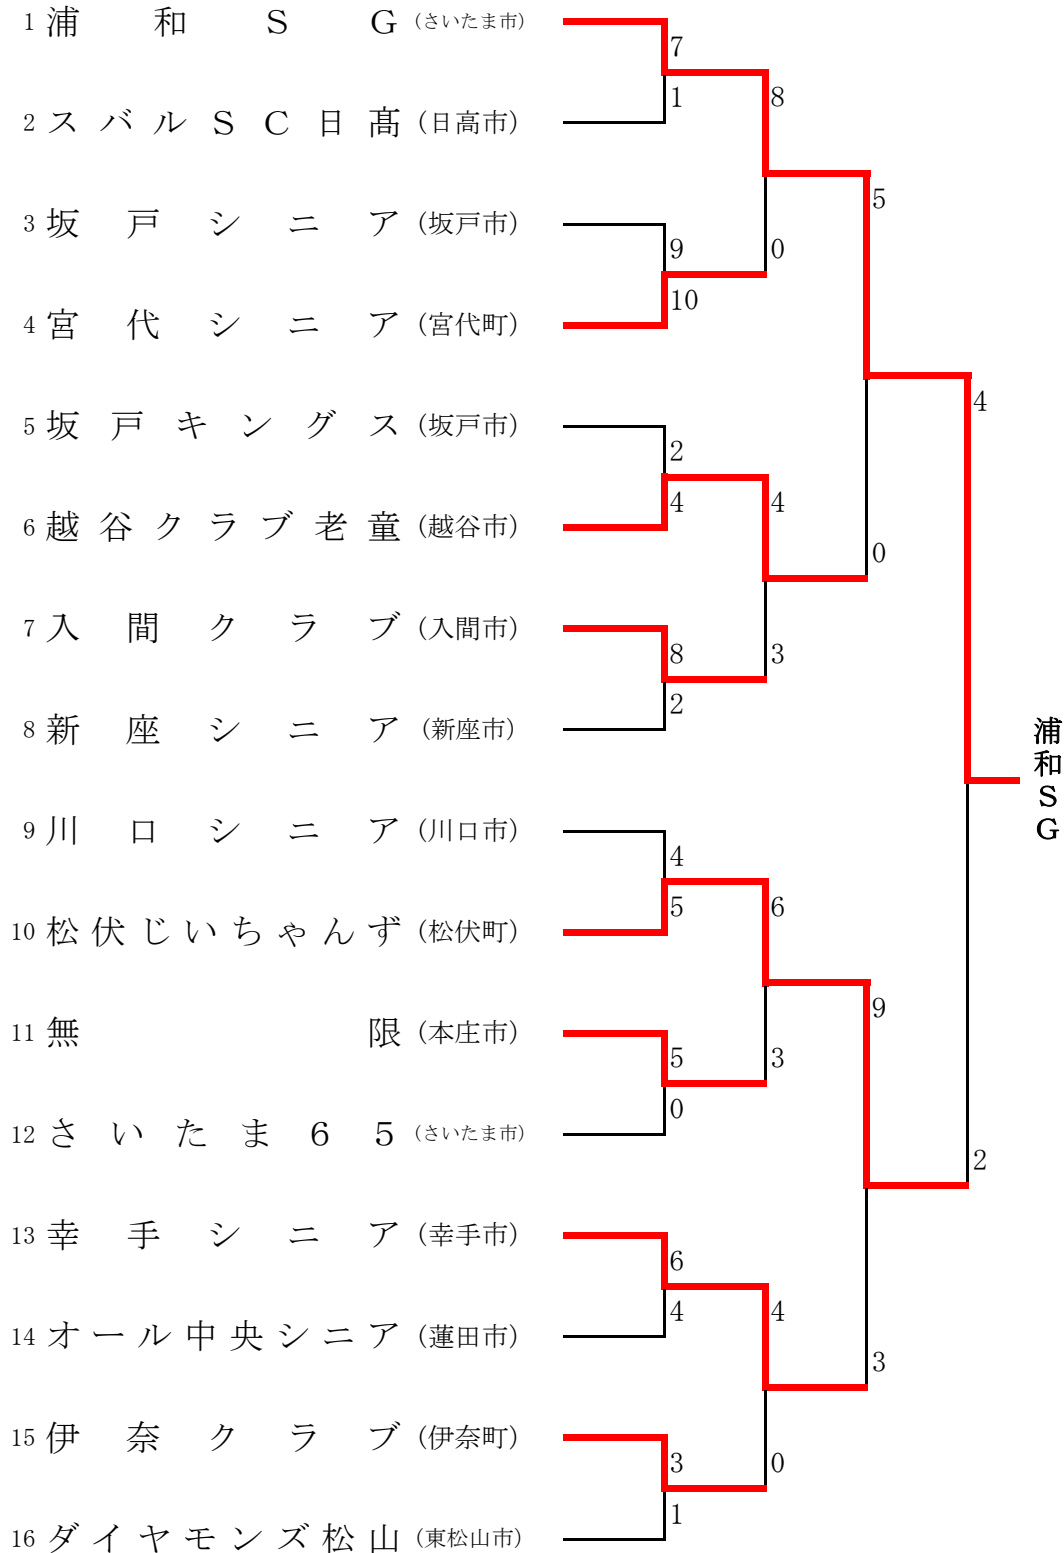 1 浦和SG (さいたま市)
7
1
8
2 スバルSC日髙 (日高市)
5
3 坂戸シニア (坂戸市)
9
0
10
4 宮代シニア (宮代町)
4
5 坂戸キングス (坂戸市)
2
4
4
6 越谷クラブ老童 (越谷市)
0
7 入間クラブ (入間市)
8
3
2
8 新座シニア (新座市)
浦和SG
9 川口シニア (川口市)
4
5
6
10 松伏じいちゃんず (松伏町)
9
11 無限 (本庄市)
5
3
0
12 さいたま65 (さいたま市)
2
13 幸手シニア (幸手市)
6
4
4
14 オール中央シニア (蓮田市)
3
15 伊奈クラブ (伊奈町)
3
0
1
16 ダイヤモンズ松山 (東松山市)